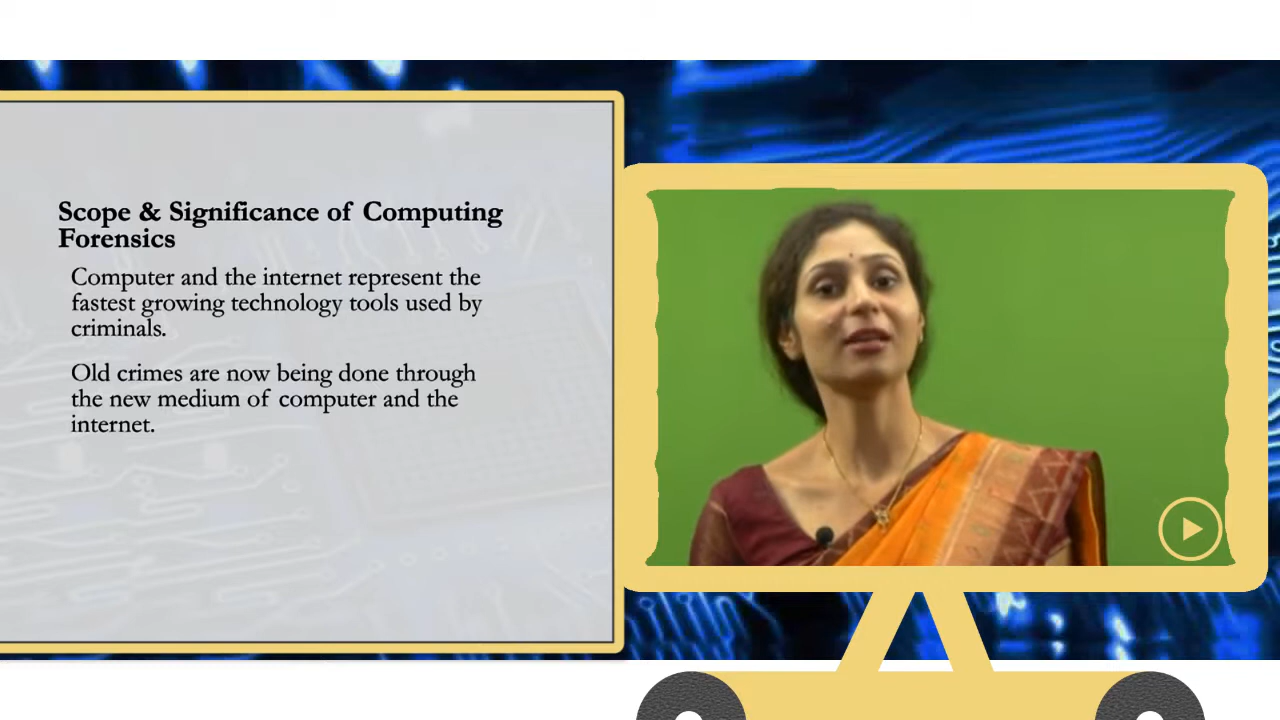 Scope & Significance of Computing
Forensics
Computer and the internet represent the
fastest growing technology tools used by
criminals.
Old crimes are now being done through
the new medium of computer and the
internet.